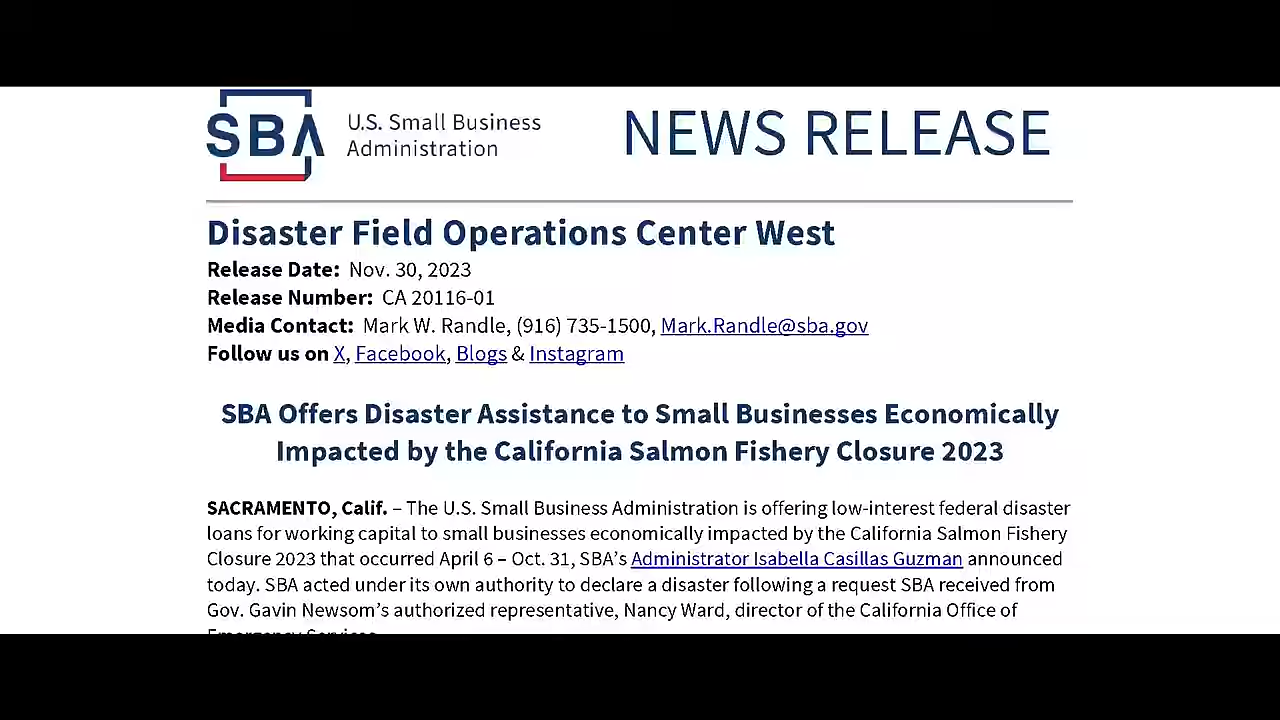 SBA U.S. Small Business
Administration
NEWS RELEASE
Disaster Field Operations Center West
Release Date: Nov. 30, 2023
Release Number: CA 20116-01
Media Contact: Mark W. Randle, (916) 735-1500, Mark.Randle@sba.gov
Follow us on X, Facebook, Blogs & Instagram
SBA Offers Disaster Assistance to Small Businesses Economically
Impacted by the California Salmon Fishery Closure 2023
SACRAMENTO, Calif. – The U.S. Small Business Administration is offering low-interest federal disaster
loans for working capital to small businesses economically impacted by the California Salmon Fishery
Closure 2023 that occurred April 6 – Oct. 31, SBA’s Administrator Isabella Casillas Guzman announced
today. SBA acted under its own authority to declare a disaster following a request SBA received from
Gov. Gavin Newsom’s authorized representative, Nancy Ward, director of the California Office of
Emergency Services.